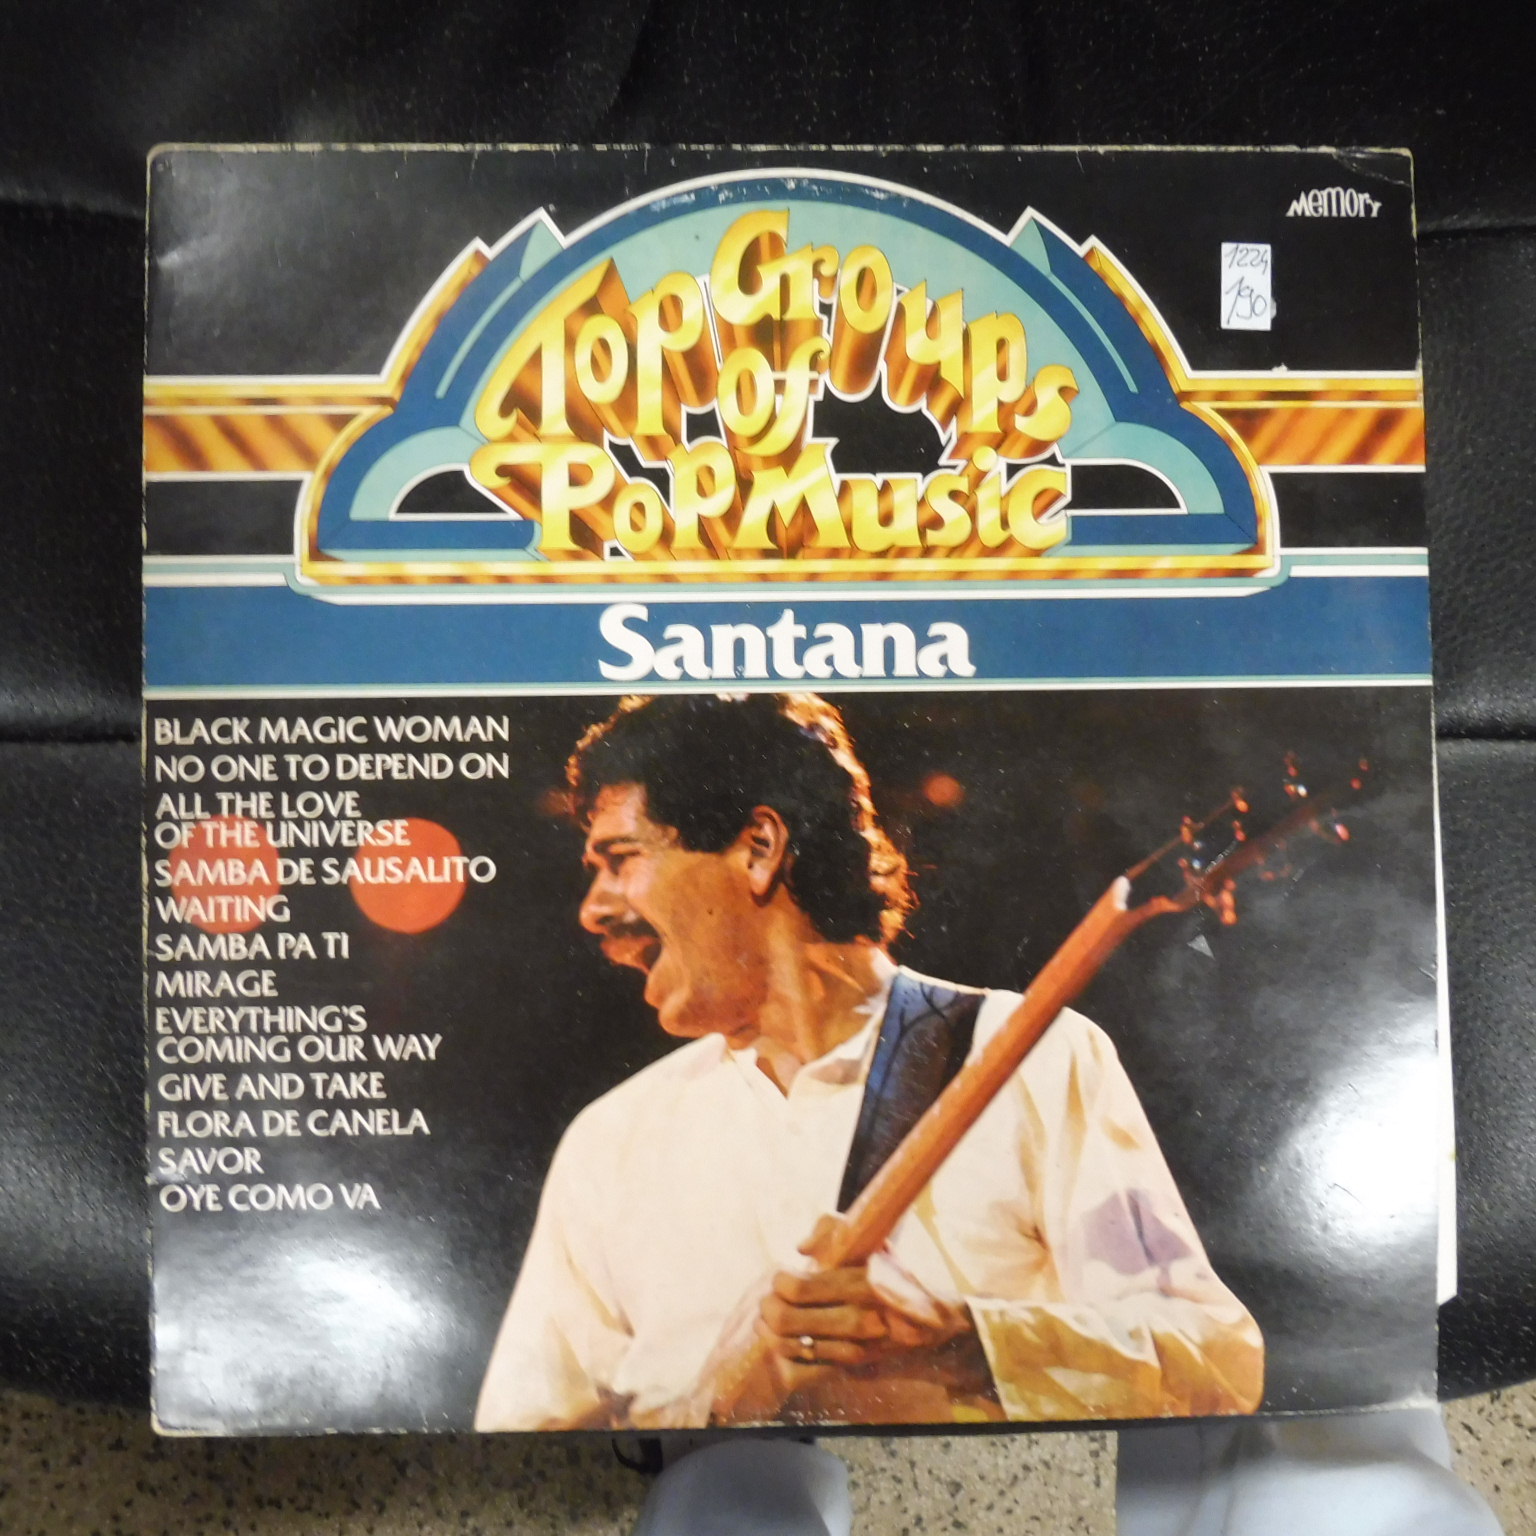 Memory
1224
190
Top Groups
of
Pop Music
Santana
BLACK MAGIC WOMAN
NO ONE TO DEPEND ON
ALL THE LOVE
OF THE UNIVERSE
SAMBA DE SAUSALITO
WAITING
SAMBA PA TI
MIRAGE
EVERYTHING'S
COMING OUR WAY
GIVE AND TAKE
FLORA DE CANELA
SAVOR
OYE COMO VA